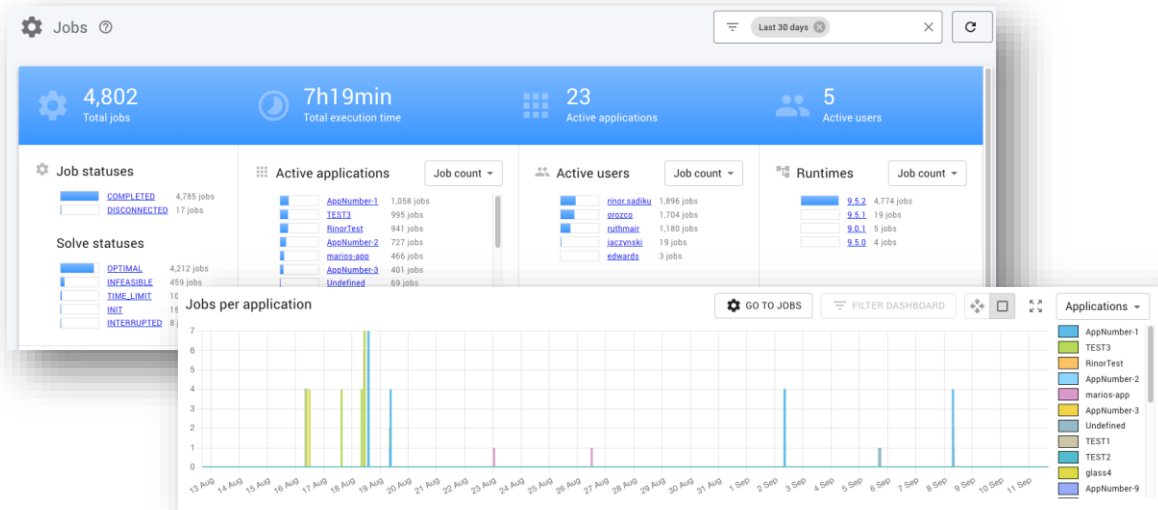 Jobs
Last 30 days
4,802
Total jobs
7h19min
Total execution time
23
Active applications
5
Active users
Job statuses
COMPLETED 4,785 jobs
DISCONNECTED 17 jobs
Solve statuses
OPTIMAL 4,212 jobs
INFEASIBLE 459 jobs
TIME_LIMIT
INIT
INTERRUPTED
Active applications Job count
AppNumber-1 1,058 jobs
TEST3 995 jobs
RinorTest 941 jobs
AppNumber-2 727 jobs
marios-app 466 jobs
AppNumber-3 401 jobs
Undefined 69 jobs
Active users Job count
rinor.sadiku 1,896 jobs
orozco 1,704 jobs
ruthmair 1,180 jobs
jaczynski 19 jobs
edwards 3 jobs
Runtimes Job count
9.5.2 4,774 jobs
9.5.1 19 jobs
9.0.1 5 jobs
9.5.0 4 jobs
Jobs per application
GO TO JOBS
FILTER DASHBOARD
Applications
7
6
5
4
3
2
1
0
13 Aug 14 Aug 15 Aug 16 Aug 17 Aug 18 Aug 19 Aug 20 Aug 21 Aug 22 Aug 23 Aug 24 Aug 25 Aug 26 Aug 27 Aug 28 Aug 29 Aug 30 Aug 31 Aug 1 Sep 2 Sep 3 Sep 4 Sep 5 Sep 6 Sep 7 Sep 8 Sep 9 Sep 10 Sep 11 Sep
AppNumber-1
TEST3
RinorTest
AppNumber-2
marios-app
AppNumber-3
Undefined
TEST1
TEST2
glass4
AppNumber-9